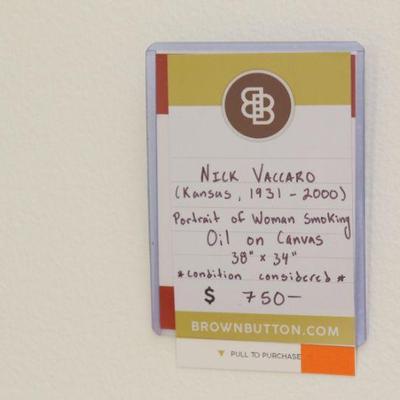 BB
NICK VACCARO
(Kansas, 1931 - 2000)
Portrait of Woman Smoking
Oil on Canvas
38" x 34"
*condition considered*
$ 750—
BROWNBUTTON.COM
PULL TO PURCHASE